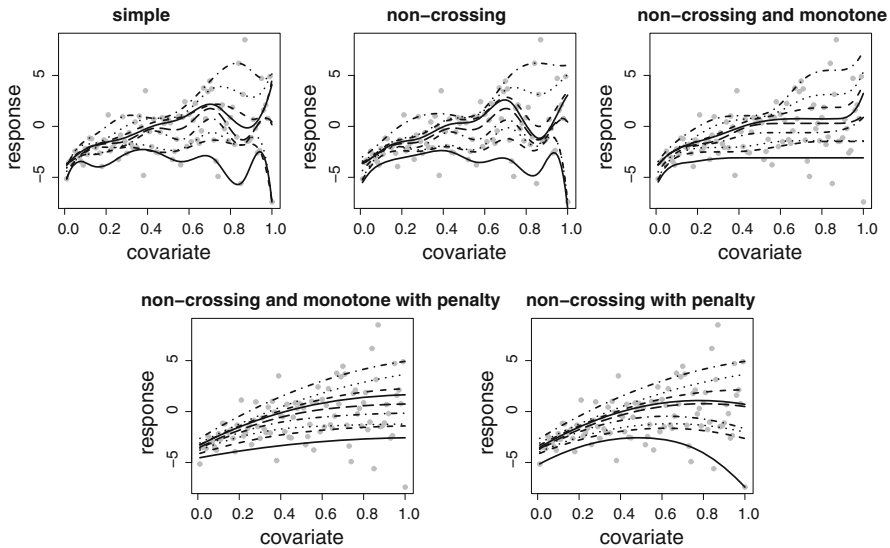 simple
non−crossing
non−crossing and monotone
response
5
0
−5
0.0 0.2 0.4 0.6 0.8 1.0
covariate
response
5
0
−5
0.0 0.2 0.4 0.6 0.8 1.0
covariate
response
5
0
−5
0.0 0.2 0.4 0.6 0.8 1.0
covariate
non−crossing and monotone with penalty
non−crossing with penalty
response
5
0
−5
0.0 0.2 0.4 0.6 0.8 1.0
covariate
response
5
0
−5
0.0 0.2 0.4 0.6 0.8 1.0
covariate